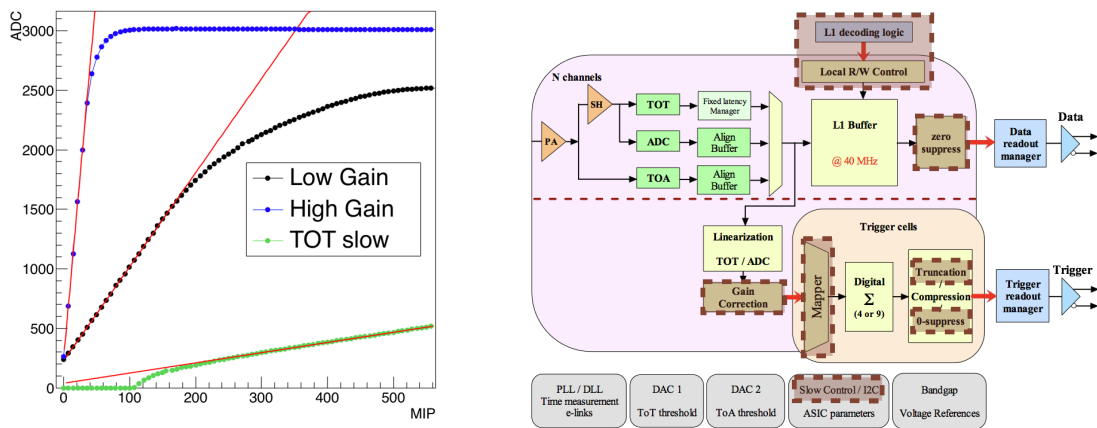 ADC
3000
2500
2000
1500
1000
500
0
0 100 200 300 400 500
MIP
Low Gain
High Gain
TOT slow
L1 decoding logic
Local R/W Control
N channels
SH
TOT
Fixed latency
Manager
PA
ADC
Align
Buffer
TOA
Align
Buffer
L1 Buffer
@ 40 MHz
zero
suppress
Data
readout
manager
Data
Linearization
TOT / ADC
Gain
Correction
Trigger cells
Mapper
Digital
Σ
(4 or 9)
Truncation
/
Compression
/
0-suppress
Trigger
readout
manager
Trigger
PLL / DLL
Time measurement
e-links
DAC 1
ToT threshold
DAC 2
ToA threshold
Slow Control / I2C
ASIC parameters
Bandgap
Voltage References